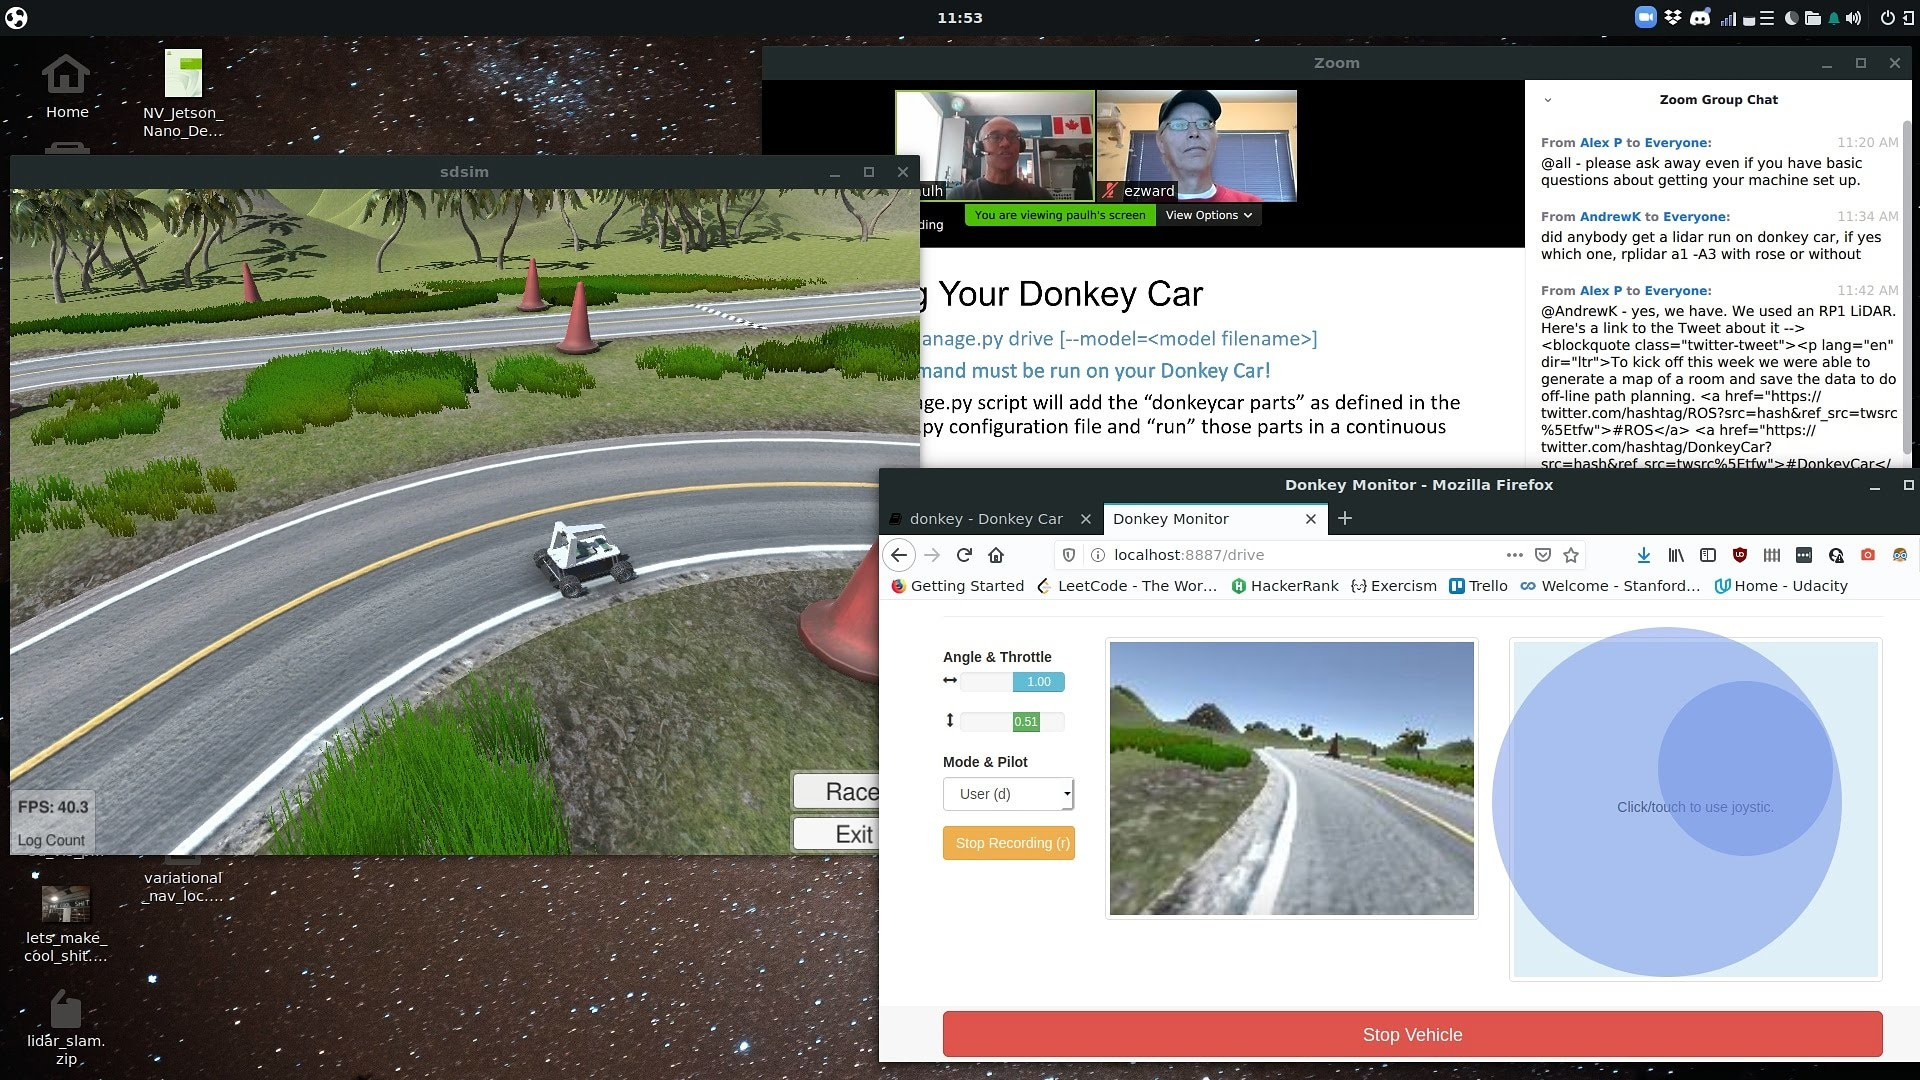 11:53
Home
NV_Jetson_
Nano_De...
sdsim
FPS: 40.3
Log Count
Race
Exit
variational
_nav_loc....
lets_make_
cool_shit....
lidar_slam.
zip
Zoom
aulh
ezward
ding
You are viewing paulh's screen
View Options
g Your Donkey Car
anage.py drive [--model=<model filename>]
mand must be run on your Donkey Car!
age.py script will add the “donkeycar parts” as defined in the
py configuration file and “run” those parts in a continuous
Zoom Group Chat
From Alex P to Everyone: 11:20 AM
@all - please ask away even if you have basic
questions about getting your machine set up.
From AndrewK to Everyone: 11:34 AM
did anybody get a lidar run on donkey car, if yes
which one, rplidar a1 -A3 with rose or without
From Alex P to Everyone: 11:42 AM
@AndrewK - yes, we have. We used an RP1 LiDAR.
Here's a link to the Tweet about it -->
<blockquote class="twitter-tweet"><p lang="en"
dir="ltr">To kick off this week we were able to
generate a map of a room and save the data to do
off-line path planning. <a href="https://
twitter.com/hashtag/ROS?src=hash&ref_src=twsrc
%5Etfw">#ROS</a> <a href="https://
twitter.com/hashtag/DonkeyCar?
src=hash&ref_src=twsrc%5Etfw">#DonkeyCar</
Donkey Monitor - Mozilla Firefox
donkey - Donkey Car
Donkey Monitor
localhost:8887/drive
Getting Started
LeetCode - The Wor...
HackerRank
Exercism
Trello
Welcome - Stanford...
Home - Udacity
Angle & Throttle
1.00
0.51
Mode & Pilot
User (d)
Stop Recording (r)
Click/touch to use joystic.
Stop Vehicle